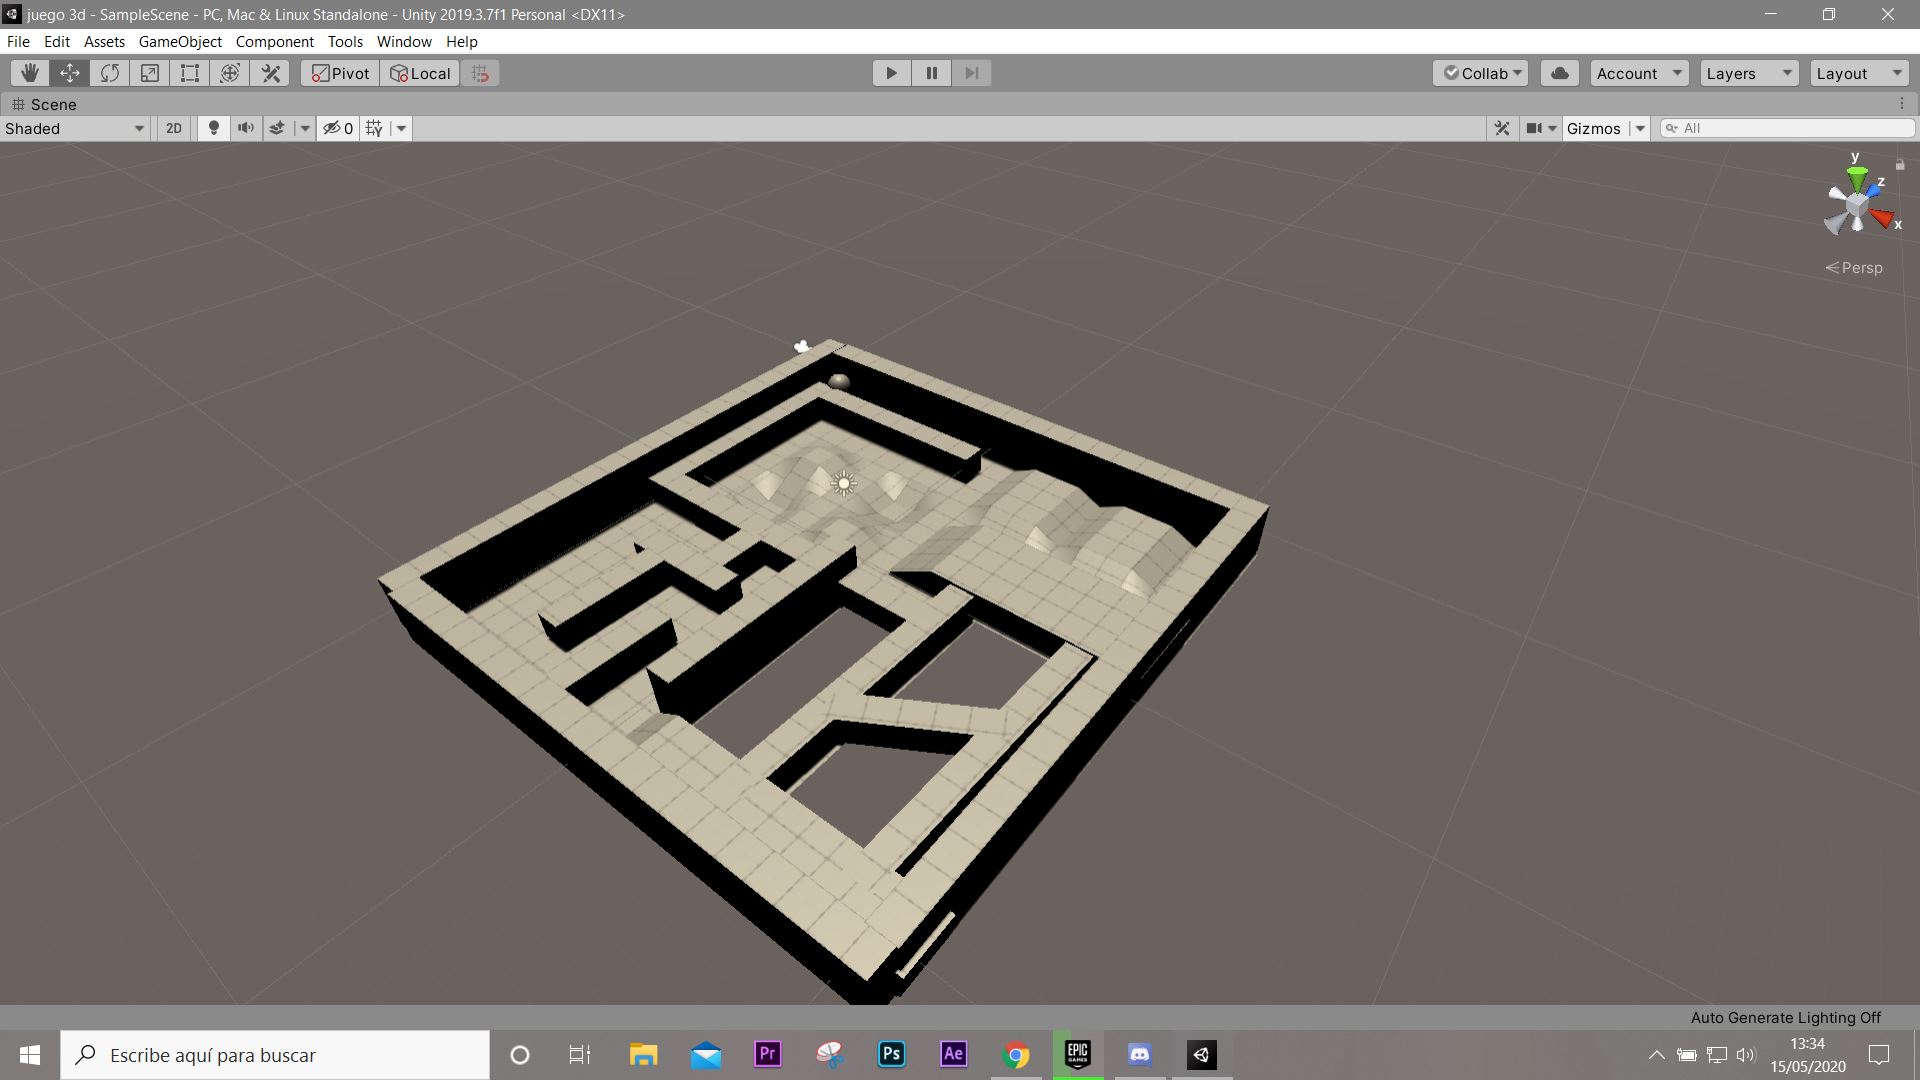 juego 3d - SampleScene - PC, Mac & Linux Standalone - Unity 2019.3.7f1 Personal <DX11>
File Edit Assets GameObject Component Tools Window Help
Pivot Local Collab Account Layers Layout
Scene
Shaded 2D 0 Gizmos All
y
z
x
Persp
Auto Generate Lighting Off
Escribe aquí para buscar
Pr
Ps
Ae
EPIC GAMES
13:34
15/05/2020